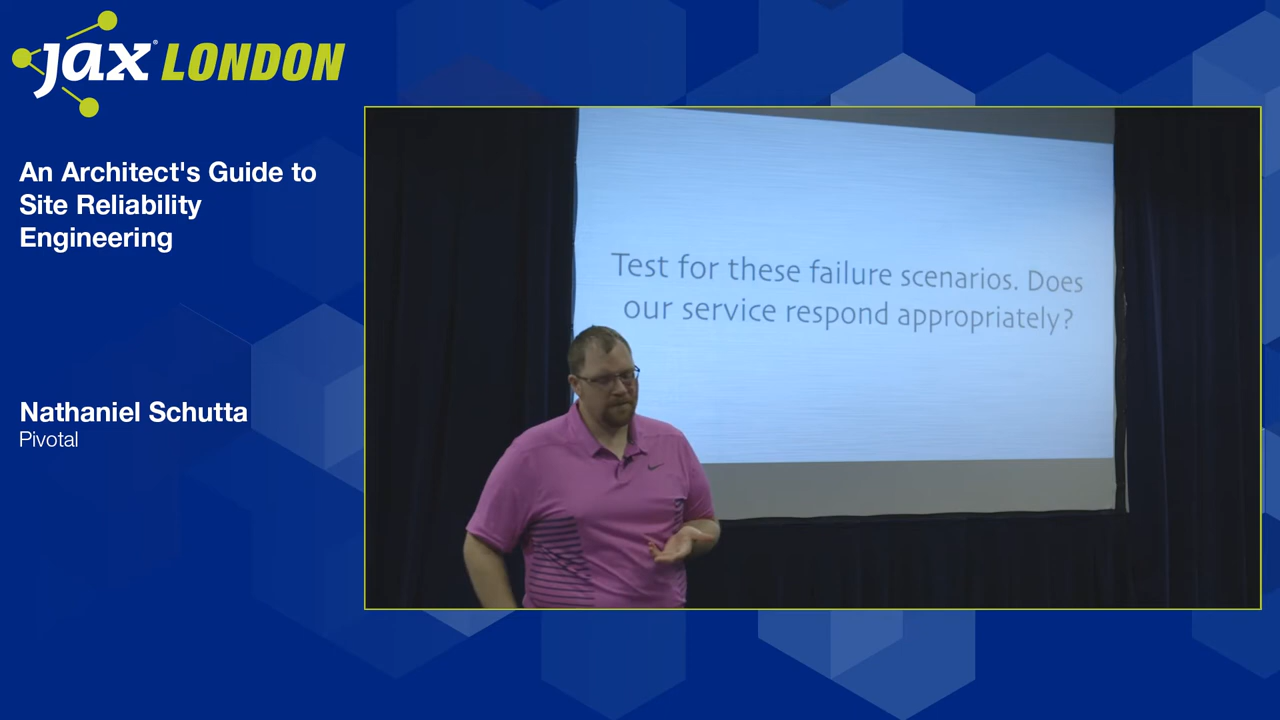 jax LONDON
An Architect's Guide to
Site Reliability
Engineering
Nathaniel Schutta
Pivotal
Test for these failure scenarios. Does
our service respond appropriately?